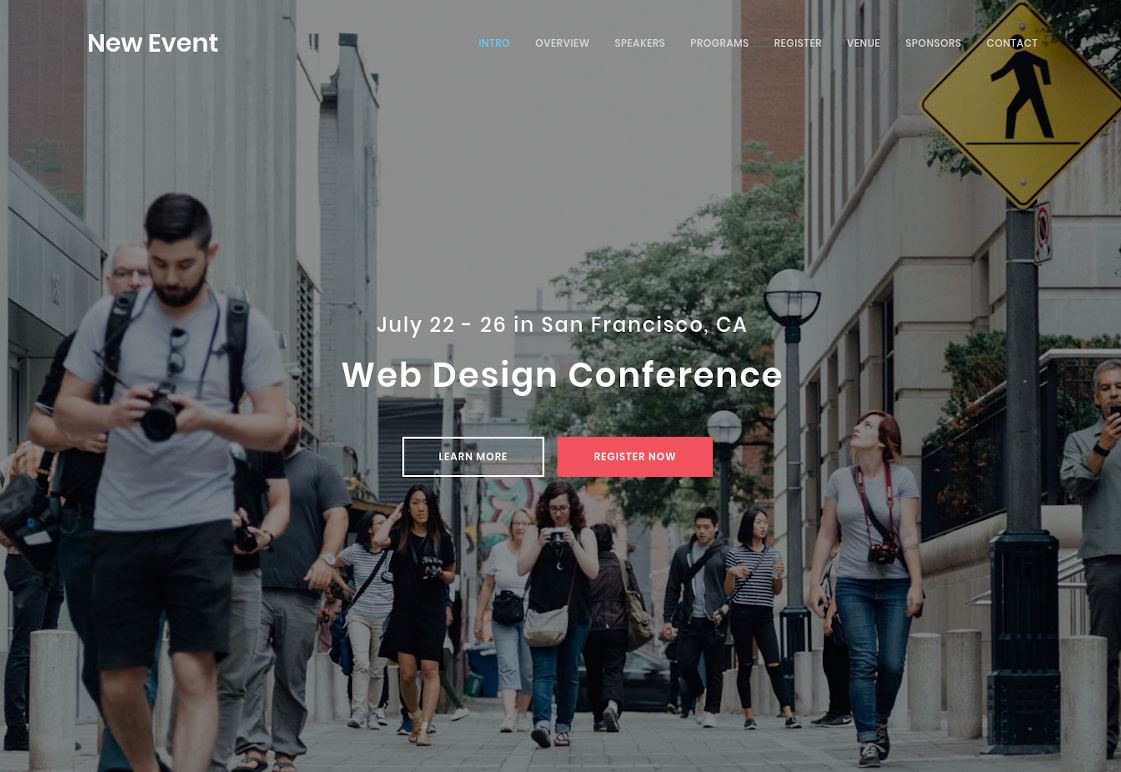 New Event
INTRO OVERVIEW SPEAKERS PROGRAMS REGISTER VENUE SPONSORS CONTACT
July 22 - 26 in San Francisco, CA
Web Design Conference
LEARN MORE REGISTER NOW